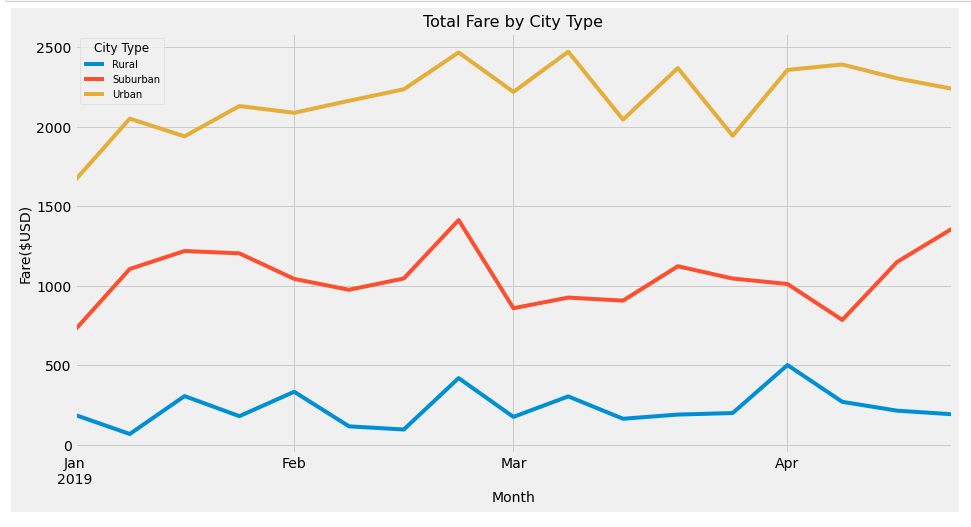 Total Fare by City Type
City Type
Rural
Suburban
Urban
2500
2000
1500
1000
500
0
Fare($USD)
Jan Feb Mar Apr
2019
Month